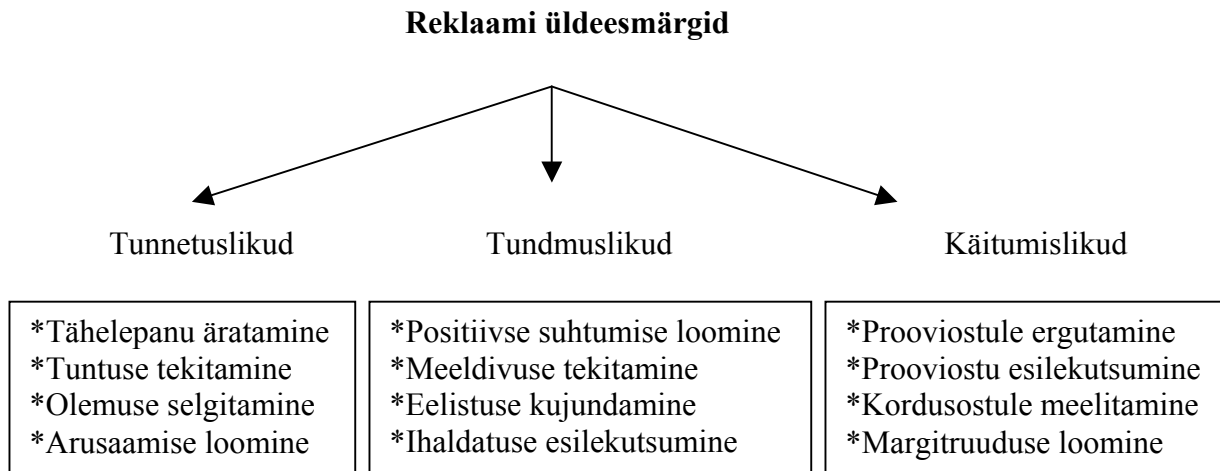 Reklaami üldeesmärgid
Tunnetuslikud
Tundmuslikud
Käitumislikud
*Tähelepanu äratamine
*Tuntuse tekitamine
*Olemuse selgitamine
*Arusaamise loomine
*Positiivse suhtumise loomine
*Meeldivuse tekitamine
*Eelistuse kujundamine
*Ihaldatuse esilekutsumine
*Prooviostule ergutamine
*Prooviostu esilekutsumine
*Kordusostule meelitamine
*Margitruuduse loomine